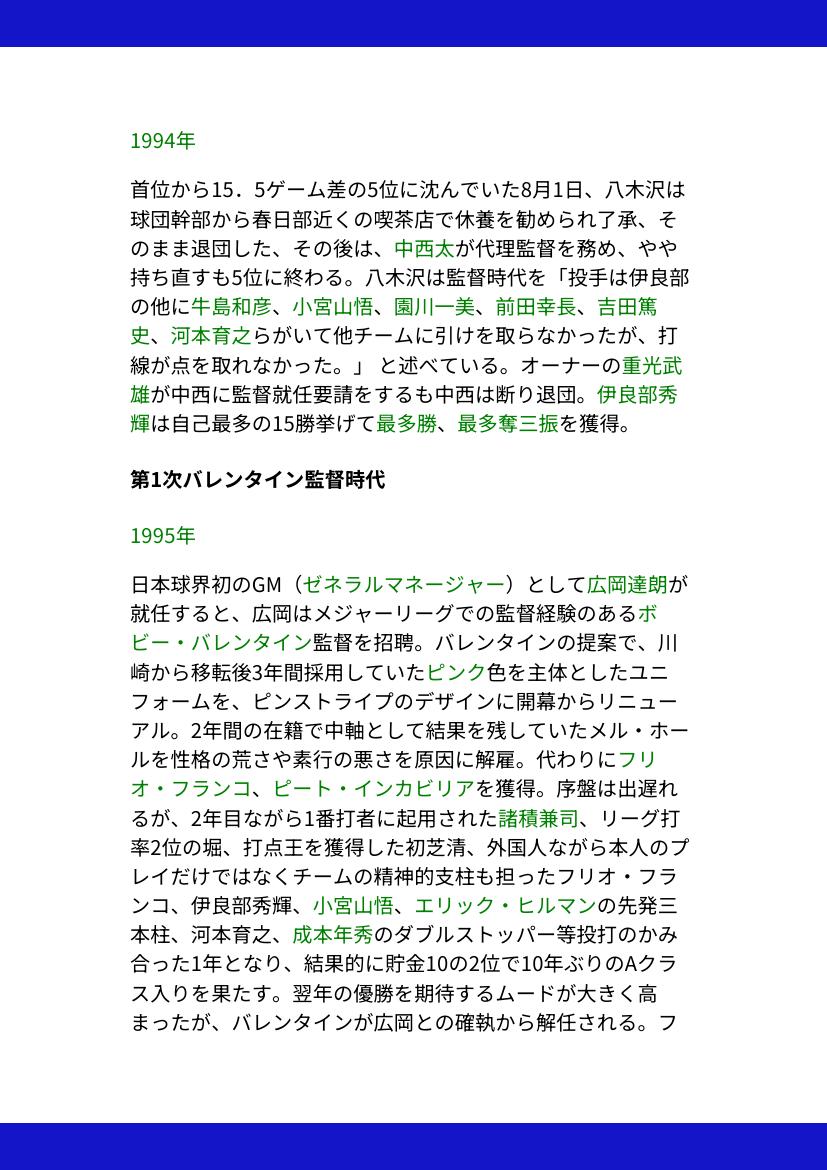 1994年
首位から15．5ゲーム差の5位に沈んでいた8月1日、八木沢は
球団幹部から春日部近くの喫茶店で休養を勧められ了承、そ
のまま退団した、その後は、中西太が代理監督を務め、やや
持ち直すも5位に終わる。八木沢は監督時代を「投手は伊良部
の他に牛島和彦、小宮山悟、園川一美、前田幸長、吉田篤
史、河本育之らがいて他チームに引けを取らなかったが、打
線が点を取れなかった。」 と述べている。オーナーの重光武
雄が中西に監督就任要請をするも中西は断り退団。伊良部秀
輝は自己最多の15勝挙げて最多勝、最多奪三振を獲得。
第1次バレンタイン監督時代
1995年
日本球界初のGM（ゼネラルマネージャー）として広岡達朗が
就任すると、広岡はメジャーリーグでの監督経験のあるボ
ビー・バレンタイン監督を招聘。バレンタインの提案で、川
崎から移転後3年間採用していたピンク色を主体としたユニ
フォームを、ピンストライプのデザインに開幕からリニュー
アル。2年間の在籍で中軸として結果を残していたメル・ホー
ルを性格の荒さや素行の悪さを原因に解雇。代わりにフリ
オ・フランコ、ピート・インカビリアを獲得。序盤は出遅れ
るが、2年目ながら1番打者に起用された諸積兼司、リーグ打
率2位の堀、打点王を獲得した初芝清、外国人ながら本人のプ
レイだけではなくチームの精神的支柱も担ったフリオ・フラ
ンコ、伊良部秀輝、小宮山悟、エリック・ヒルマンの先発三
本柱、河本育之、成本年秀のダブルストッパー等投打のかみ
合った1年となり、結果的に貯金10の2位で10年ぶりのAクラ
ス入りを果たす。翌年の優勝を期待するムードが大きく高
まったが、バレンタインが広岡との確執から解任される。フ